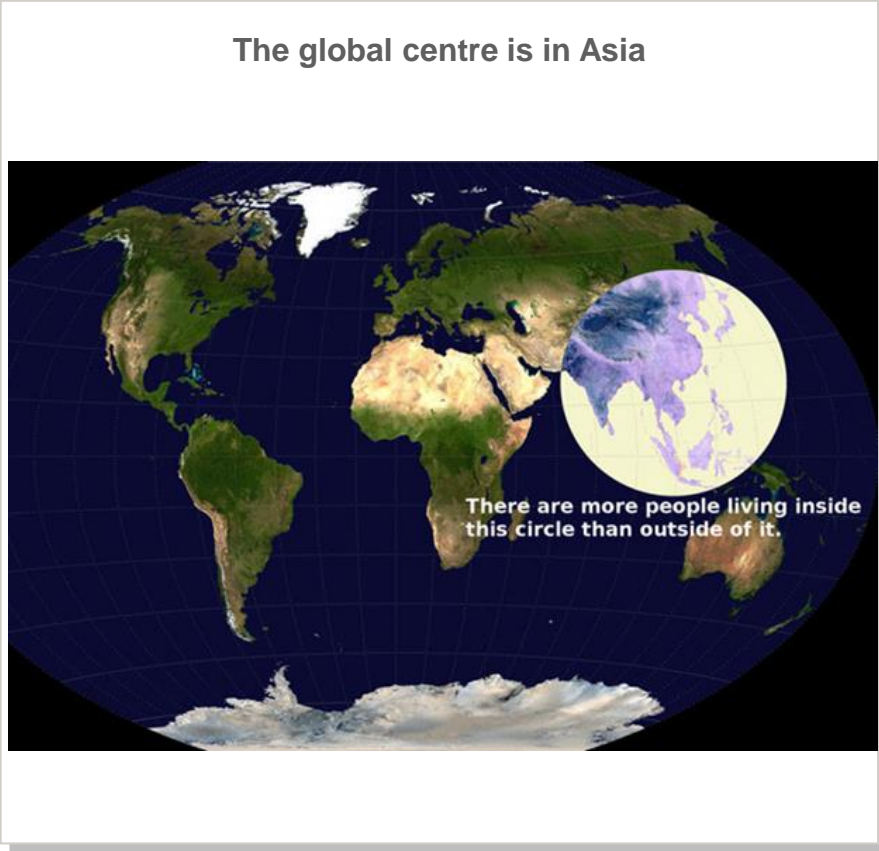 The global centre is in Asia
There are more people living inside
this circle than outside of it.